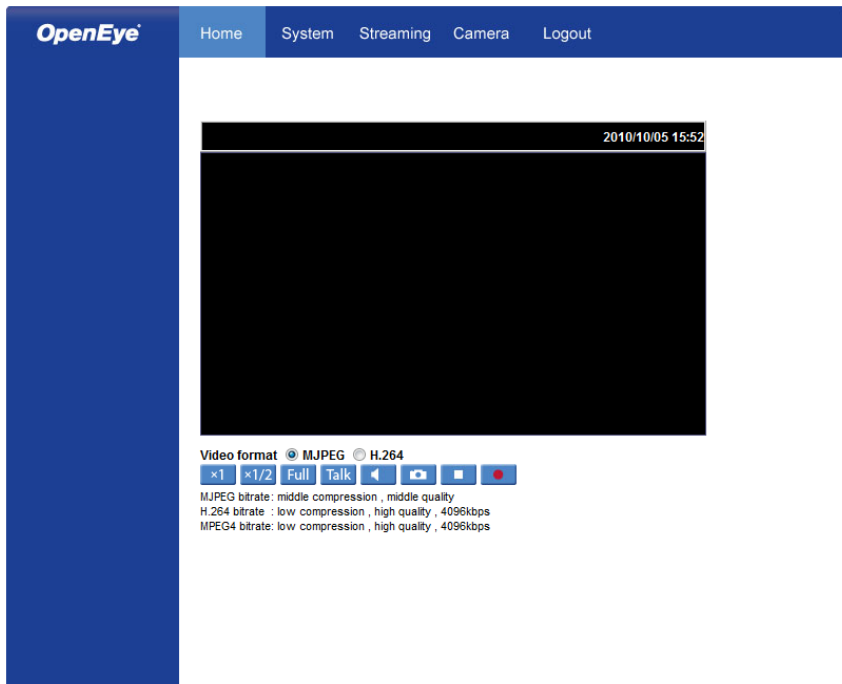 OpenEye
Home System Streaming Camera Logout
2010/10/05 15:52
Video format MJPEG H.264
×1 ×1/2 Full Talk
MJPEG bitrate: middle compression , middle quality
H.264 bitrate : low compression , high quality , 4096kbps
MPEG4 bitrate: low compression , high quality , 4096kbps